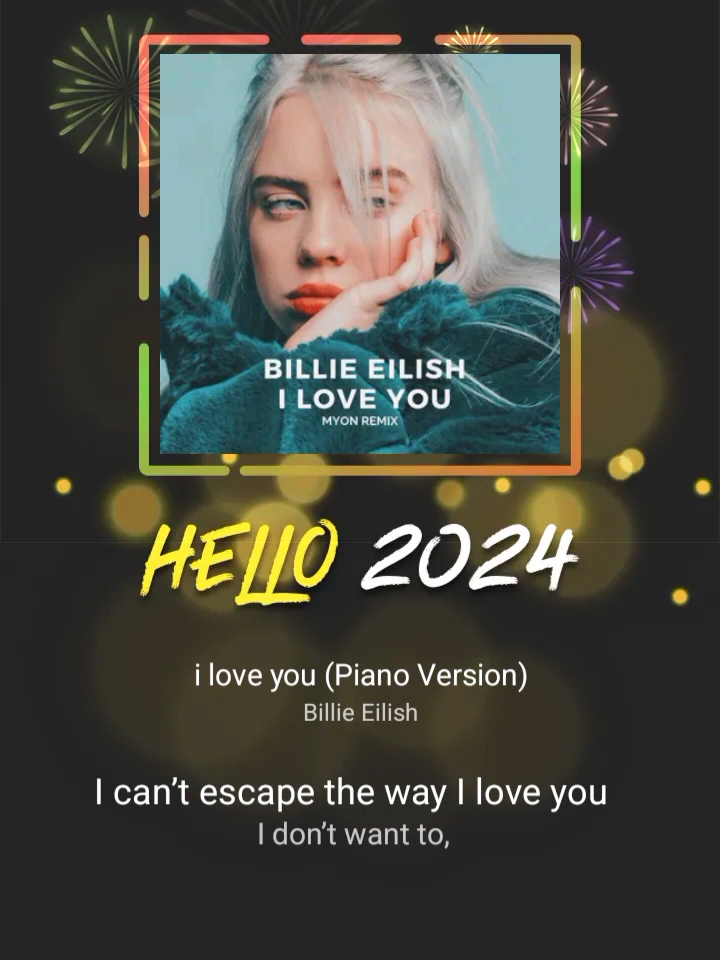 BILLIE EILISH
I LOVE YOU
MYON REMIX
HELLO 2024
i love you (Piano Version)
Billie Eilish
I can’t escape the way I love you
I don’t want to,